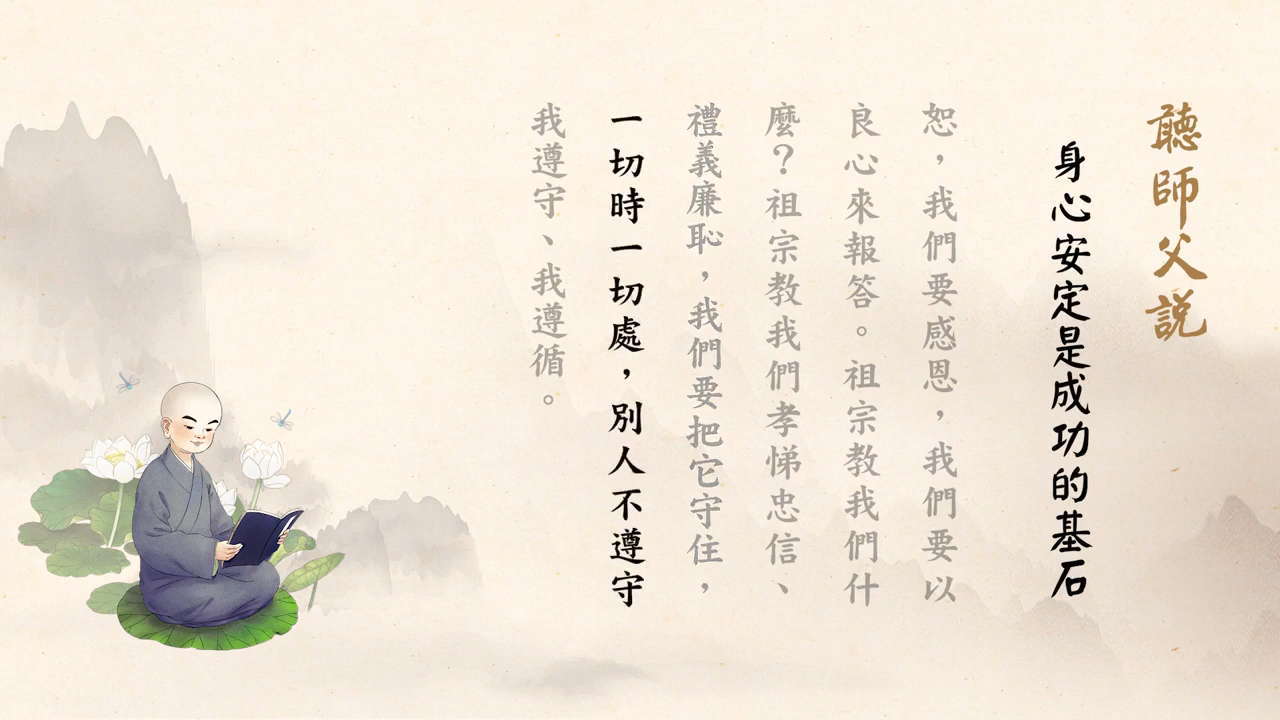 聽師父説
身心安定是成功的基石
恕，我們要感恩，我們要以
良心來報答。祖宗教我們什
麼？祖宗教我們孝悌忠信、
禮義廉恥，我們要把它守住，
一切時一切處，別人不遵守
我遵守、我遵循。